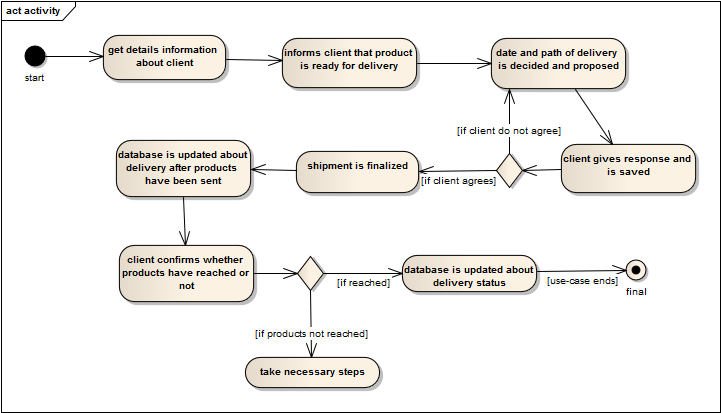 act activity
start
get details information
about client
informs client that product
is ready for delivery
date and path of delivery
is decided and proposed
[if client do not agree]
client gives response and
is saved
[if client agrees]
shipment is finalized
database is updated about
delivery after products
have been sent
client confirms whether
products have reached or
not
[if reached]
database is updated about
delivery status
[use-case ends]
final
[if products not reached]
take necessary steps